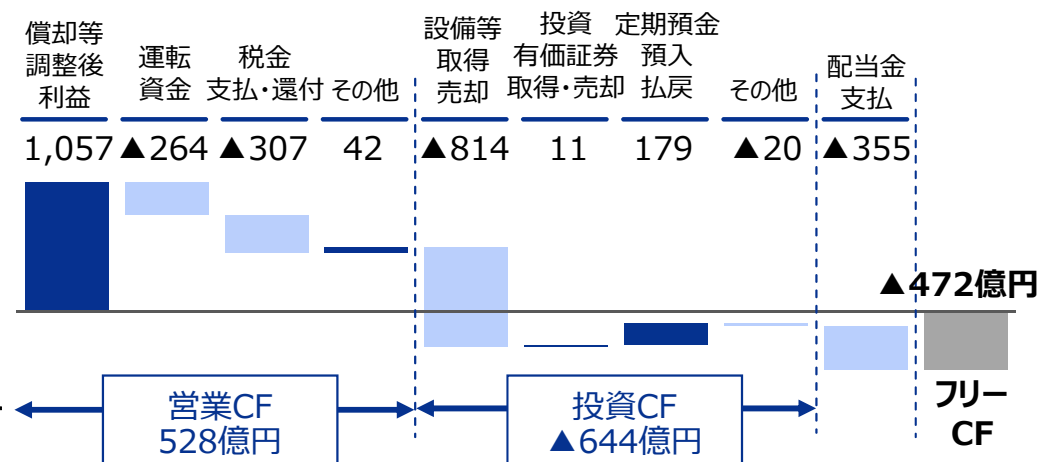 償却等
調整後
利益
1,057
運転
資金
▲264
税金
支払・還付
▲307
その他
42
設備等
取得
売却
▲814
投資
有価証券
取得・売却
11
定期預金
預入
払戻
179
その他
▲20
配当金
支払
▲355
▲472億円
フリー
CF
営業CF
528億円
投資CF
▲644億円